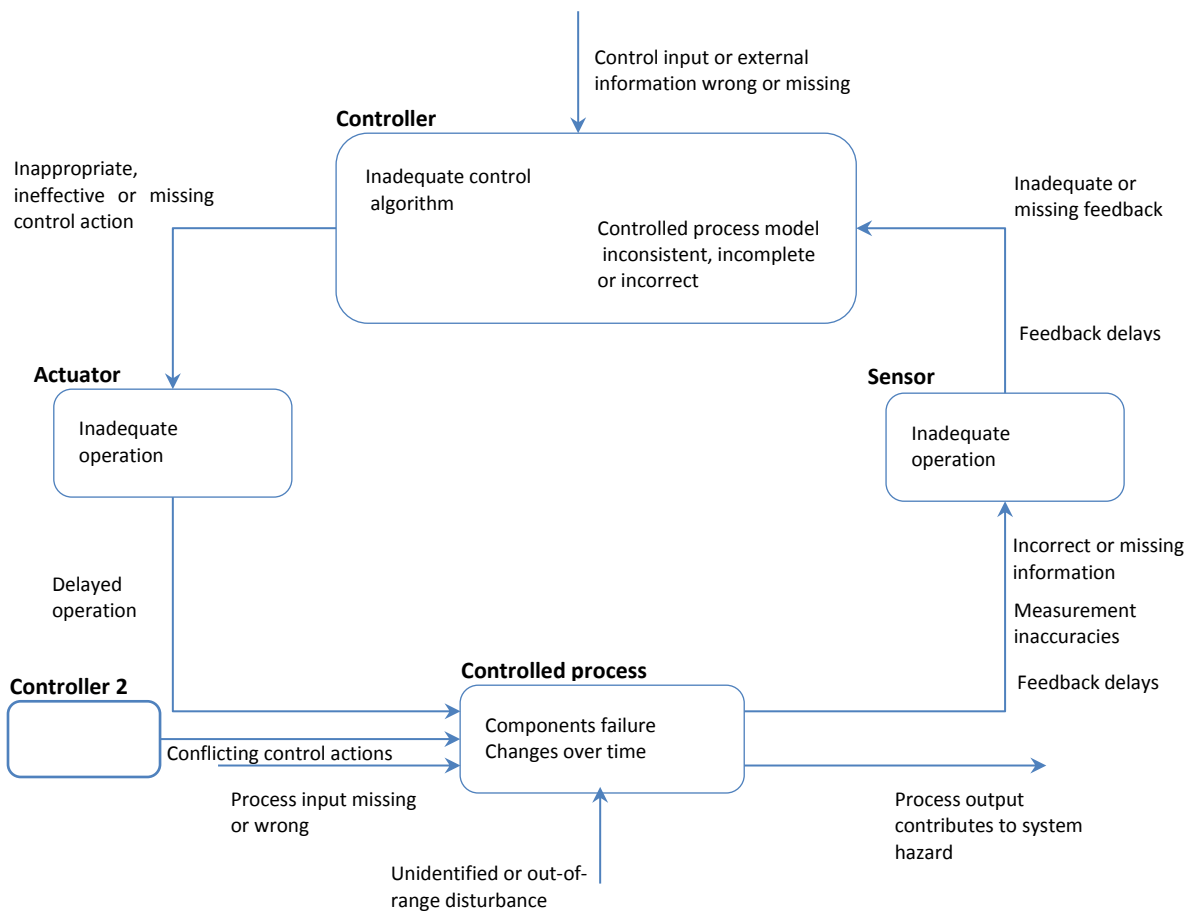 Control input or external
information wrong or missing
Controller
Inappropriate,
ineffective or missing
control action
Inadequate control
algorithm
Controlled process model
inconsistent, incomplete
or incorrect
Inadequate or
missing feedback
Feedback delays
Actuator
Inadequate
operation
Sensor
Inadequate
operation
Delayed
operation
Incorrect or missing
information
Measurement
inaccuracies
Feedback delays
Controller 2
Controlled process
Components failure
Changes over time
Conflicting control actions
Process input missing
or wrong
Process output
contributes to system
hazard
Unidentified or out-of-
range disturbance